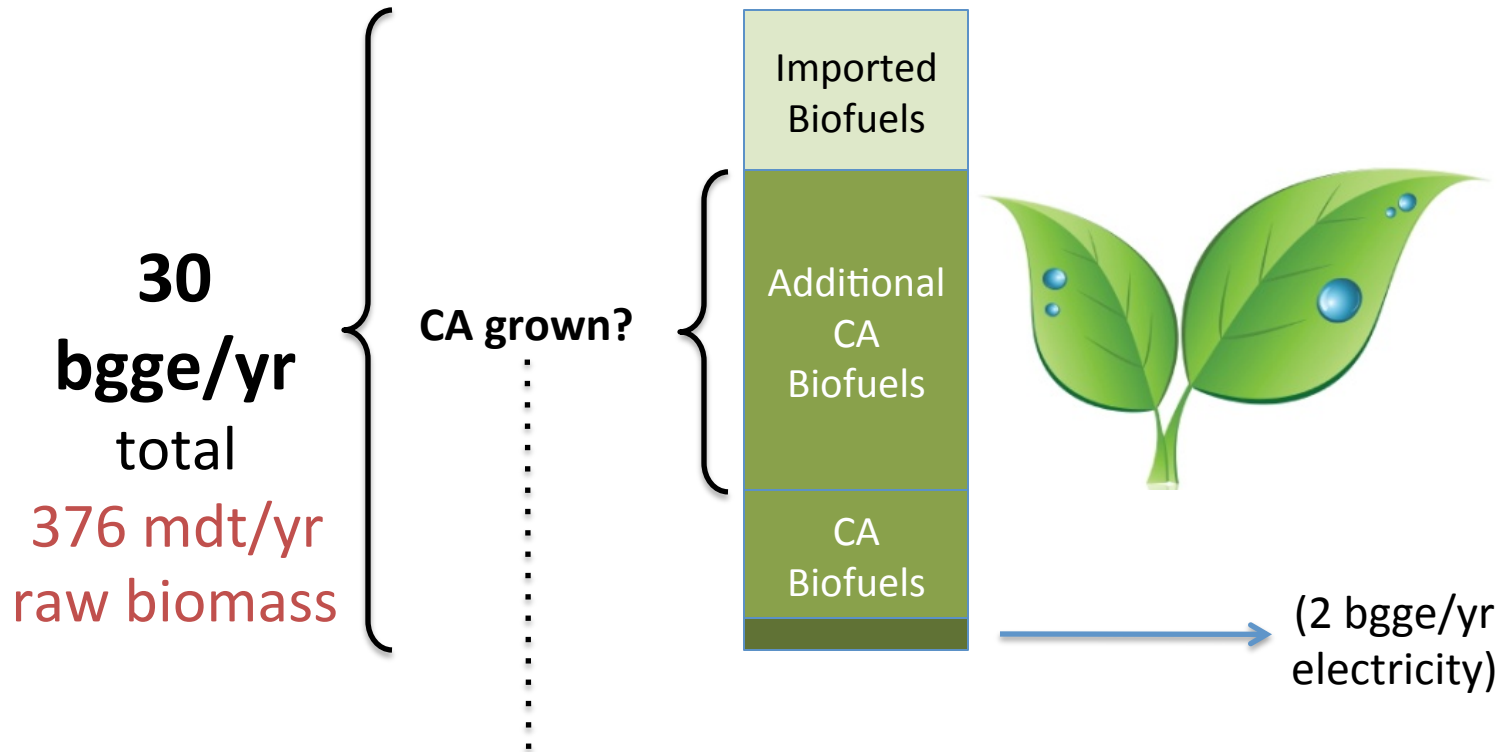 30
bgge/yr
total
376 mdt/yr
raw biomass
CA grown?
Imported
Biofuels
Additional
CA
Biofuels
CA
Biofuels
(2 bgge/yr
electricity)